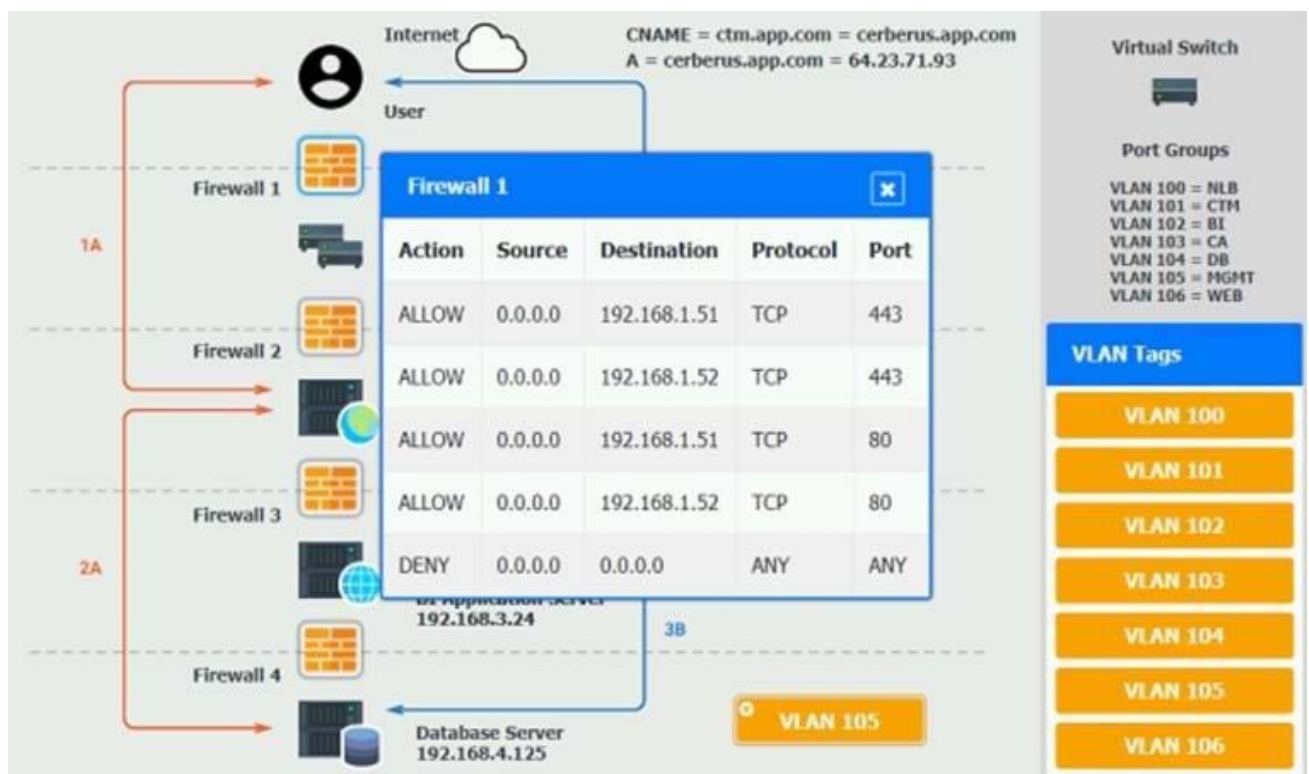 Internet
CNAME = ctm.app.com = cerberus.app.com
A = cerberus.app.com = 64.23.71.93
User
Firewall 1
1A
Firewall 2
Firewall 3
2A
Firewall 1
Action Source Destination Protocol Port
ALLOW 0.0.0.0 192.168.1.51 TCP 443
ALLOW 0.0.0.0 192.168.1.52 TCP 443
ALLOW 0.0.0.0 192.168.1.51 TCP 80
ALLOW 0.0.0.0 192.168.1.52 TCP 80
DENY 0.0.0.0 0.0.0.0 ANY ANY
BI Application Server
192.168.3.24
3B
Firewall 4
VLAN 105
Database Server
192.168.4.125
Virtual Switch
Port Groups
VLAN 100 = NLB
VLAN 101 = CTM
VLAN 102 = BI
VLAN 103 = CA
VLAN 104 = DB
VLAN 105 = MGMT
VLAN 106 = WEB
VLAN Tags
VLAN 100
VLAN 101
VLAN 102
VLAN 103
VLAN 104
VLAN 105
VLAN 106